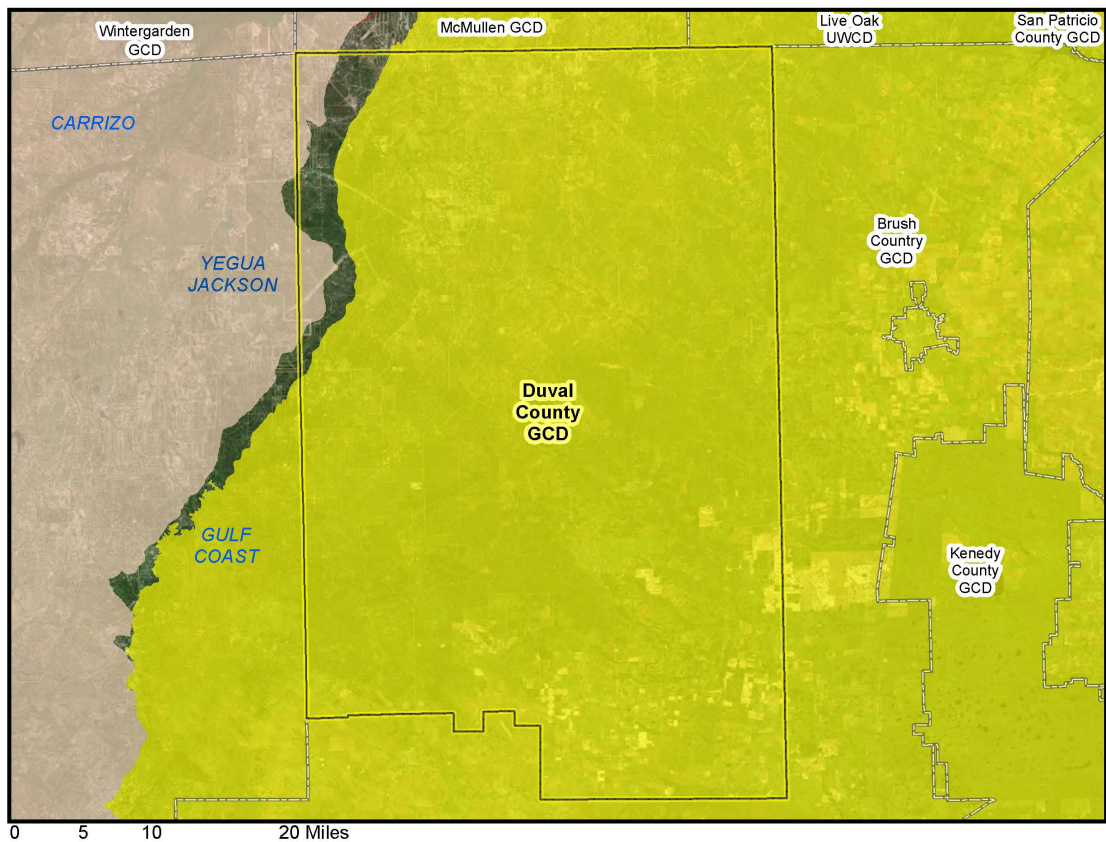 Wintergarden
GCD
McMullen GCD
Live Oak
UWCD
San Patricio
County GCD
CARRIZO
Brush
Country
GCD
YEGUA
JACKSON
Duval
County
GCD
GULF
COAST
Kenedy
County
GCD
0 5 10 20 Miles